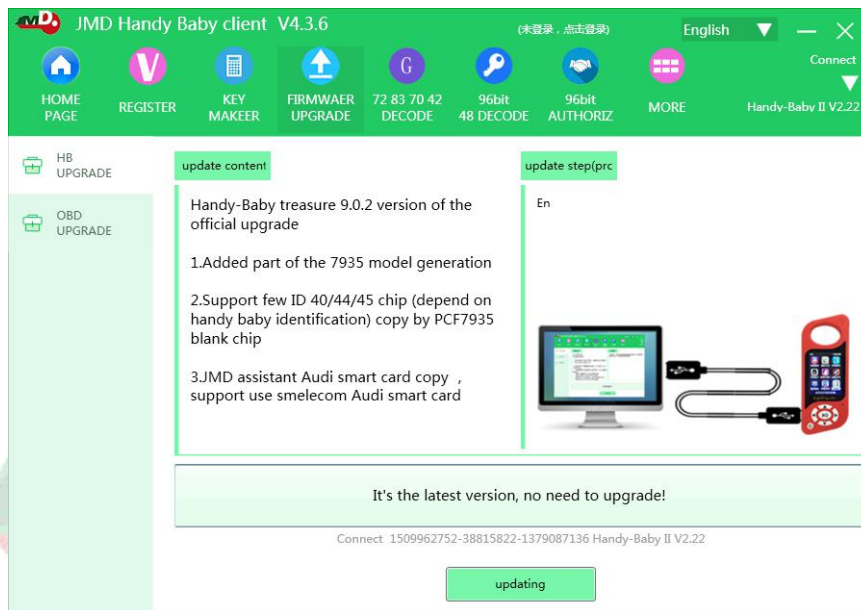 JMD
JMD Handy Baby client V4.3.6
(未登录，点击登录)
English
Connect
Handy-Baby II V2.22
HOME
PAGE
REGISTER
KEY
MAKEER
FIRMWAER
UPGRADE
G
72 83 70 42
DECODE
96bit
48 DECODE
96bit
AUTHORIZ
MORE
HB
UPGRADE
OBD
UPGRADE
update content
update step(prc
Handy-Baby treasure 9.0.2 version of the
official upgrade
1.Added part of the 7935 model generation
2.Support few ID 40/44/45 chip (depend on
handy baby identification) copy by PCF7935
blank chip
3.JMD assistant Audi smart card copy ,
support use smelecom Audi smart card
En
It's the latest version, no need to upgrade!
Connect 1509962752-38815822-1379087136 Handy-Baby II V2.22
updating